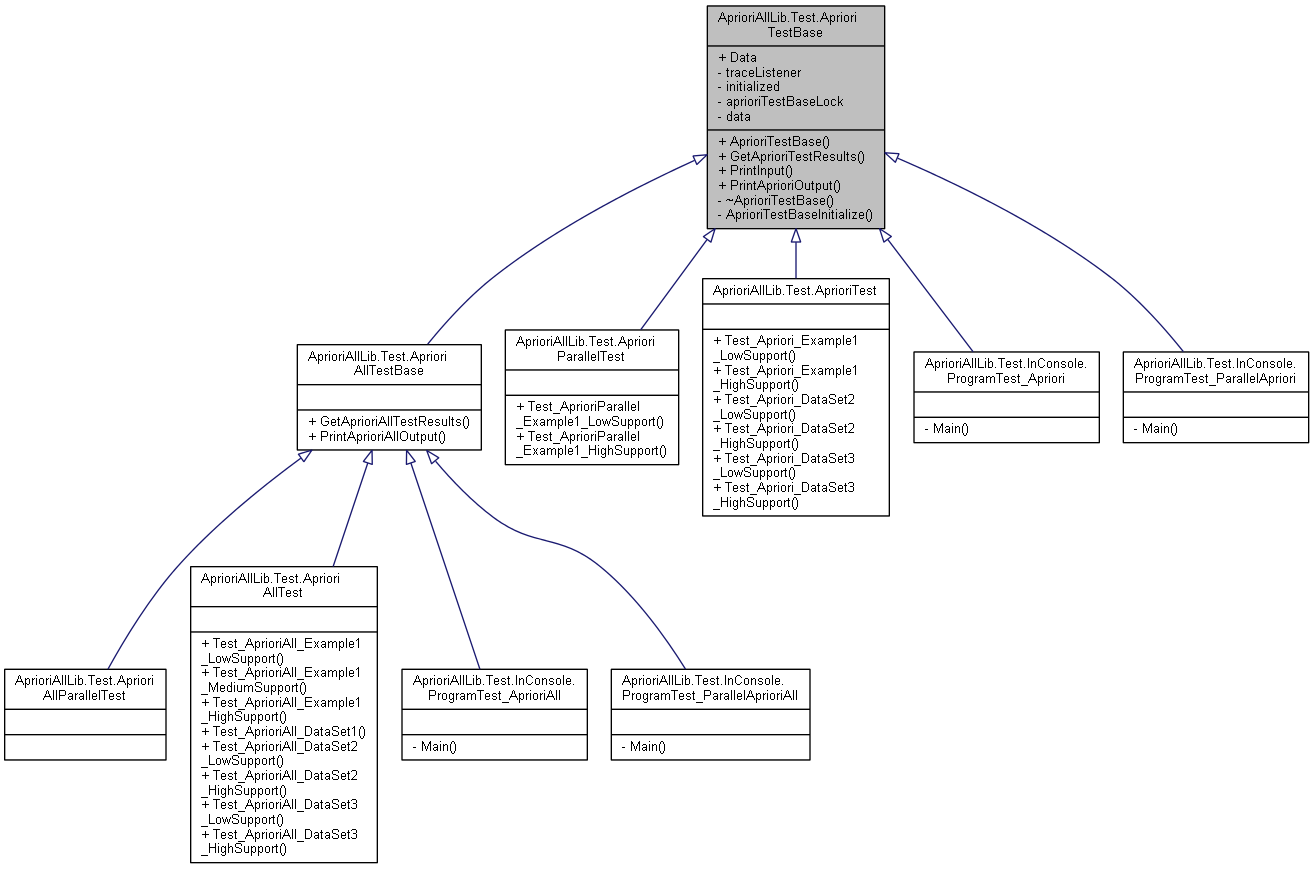 AprioriAllLib.Test.Apriori
TestBase
+ Data
- traceListener
- initialized
- aprioriTestBaseLock
- data
+ AprioriTestBase()
+ GetAprioriTestResults()
+ PrintInput()
+ PrintAprioriOutput()
- ~AprioriTestBase()
- AprioriTestBaseInitialize()
AprioriAllLib.Test.Apriori
AllTestBase
+ GetAprioriAllTestResults()
+ PrintAprioriAllOutput()
AprioriAllLib.Test.Apriori
ParallelTest
+ Test_AprioriParallel
_Example1_LowSupport()
+ Test_AprioriParallel
_Example1_HighSupport()
AprioriAllLib.Test.AprioriTest
+ Test_Apriori_Example1
_LowSupport()
+ Test_Apriori_Example1
_HighSupport()
+ Test_Apriori_DataSet2
_LowSupport()
+ Test_Apriori_DataSet2
_HighSupport()
+ Test_Apriori_DataSet3
_LowSupport()
+ Test_Apriori_DataSet3
_HighSupport()
AprioriAllLib.Test.InConsole.
ProgramTest_Apriori
- Main()
AprioriAllLib.Test.InConsole.
ProgramTest_ParallelApriori
- Main()
AprioriAllLib.Test.Apriori
AllParallelTest
AprioriAllLib.Test.Apriori
AllTest
+ Test_AprioriAll_Example1
_LowSupport()
+ Test_AprioriAll_Example1
_MediumSupport()
+ Test_AprioriAll_Example1
_HighSupport()
+ Test_AprioriAll_DataSet1()
+ Test_AprioriAll_DataSet2
_LowSupport()
+ Test_AprioriAll_DataSet2
_HighSupport()
+ Test_AprioriAll_DataSet3
_LowSupport()
+ Test_AprioriAll_DataSet3
_HighSupport()
AprioriAllLib.Test.InConsole.
ProgramTest_AprioriAll
- Main()
AprioriAllLib.Test.InConsole.
ProgramTest_ParallelAprioriAll
- Main()